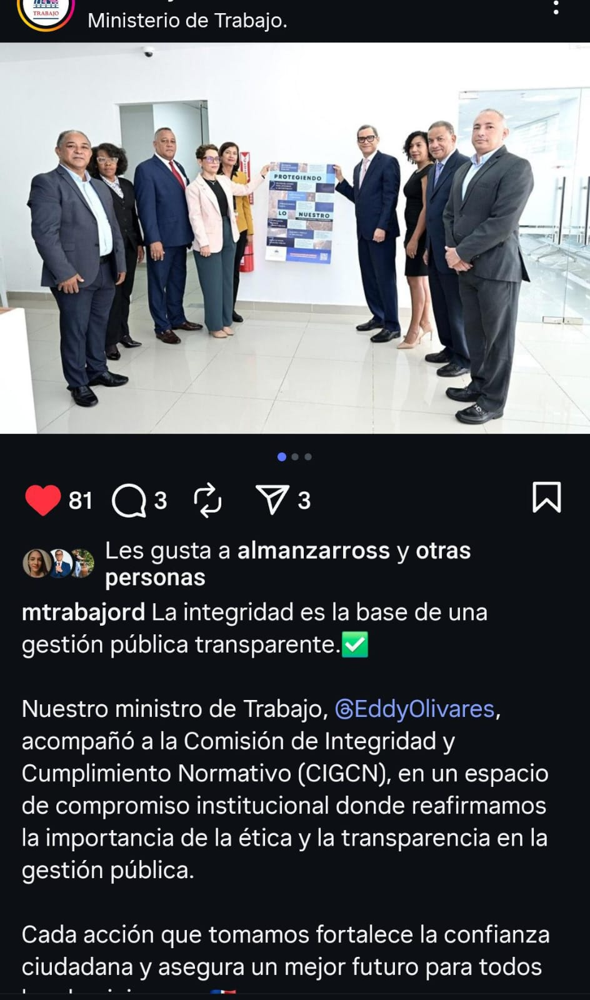 TRABAJO
Ministerio de Trabajo.
PROTEGIENDO
LO NUESTRO
81 3 3
Les gusta a almanzarross y otras
personas
mtrabajord La integridad es la base de una
gestión pública transparente.✅
Nuestro ministro de Trabajo, @EddyOlivares,
acompañó a la Comisión de Integridad y
Cumplimiento Normativo (CIGCN), en un espacio
de compromiso institucional donde reafirmamos
la importancia de la ética y la transparencia en la
gestión pública.
Cada acción que tomamos fortalece la confianza
ciudadana y asegura un mejor futuro para todos